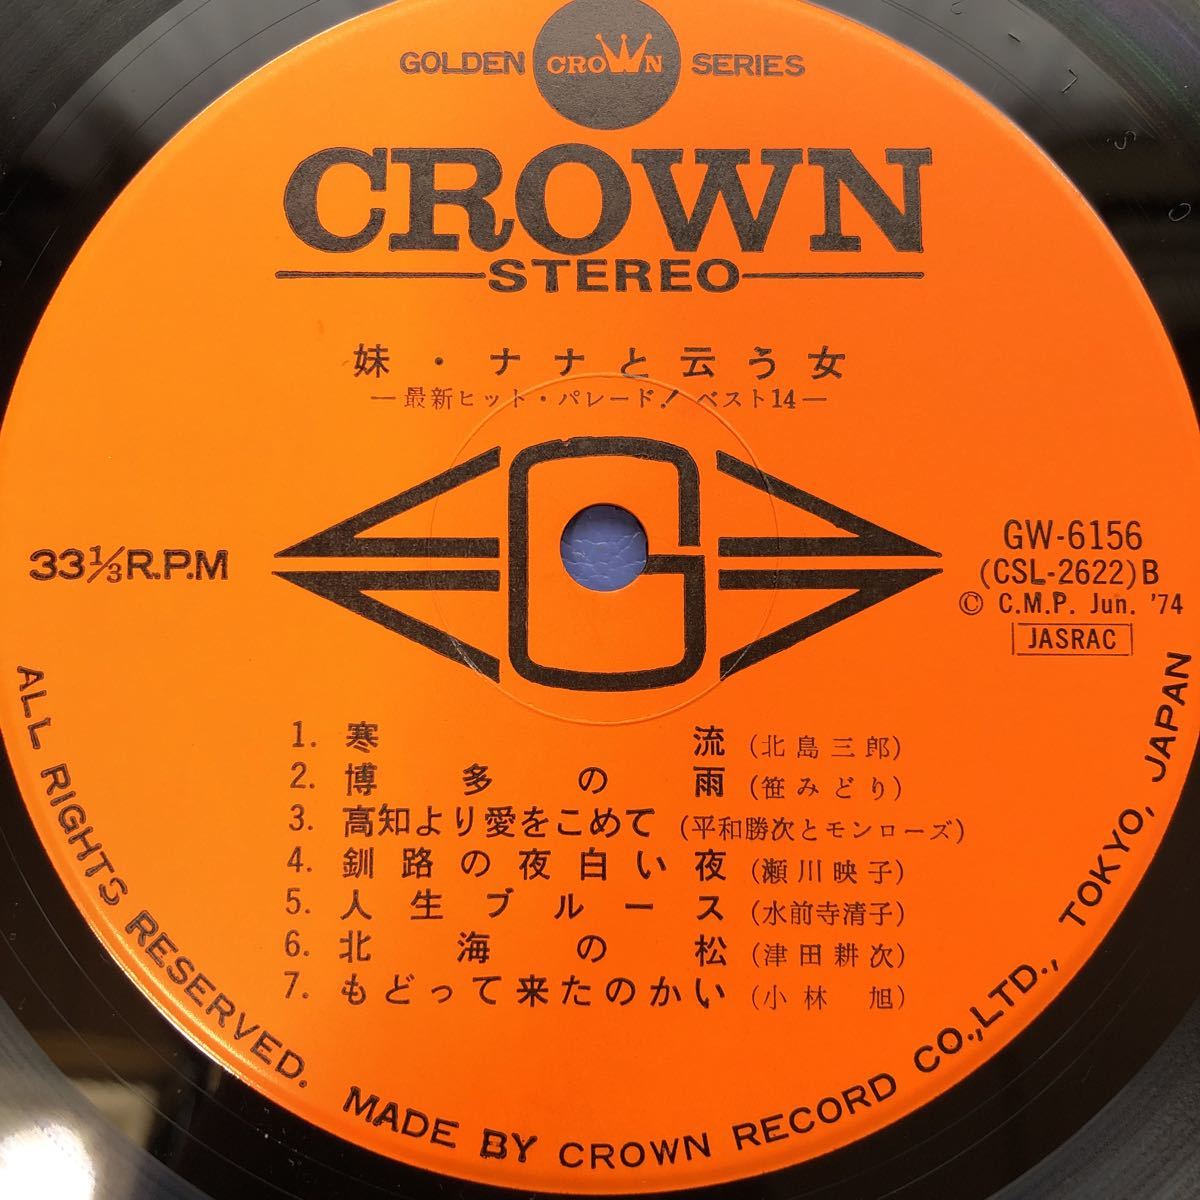 GOLDEN CROWN SERIES
CROWN
STEREO
妹・ナナと云う女
―最新ヒット・パレード! ベスト14―
G
33⅓R.P.M
GW-6156
(CSL-2622)B
© C.M.P. Jun. '74
JASRAC
1. 寒流 (北島三郎)
2. 博多の雨 (笹みどり)
3. 高知より愛をこめて (平和勝次とモンローズ)
4. 釧路の夜白い夜 (瀬川映子)
5. 人生ブルース (水前寺清子)
6. 北海の松 (津田耕次)
7. もどって来たのかい (小林旭)
ALL RIGHTS RESERVED. MADE BY CROWN RECORD CO.,LTD., TOKYO, JAPAN